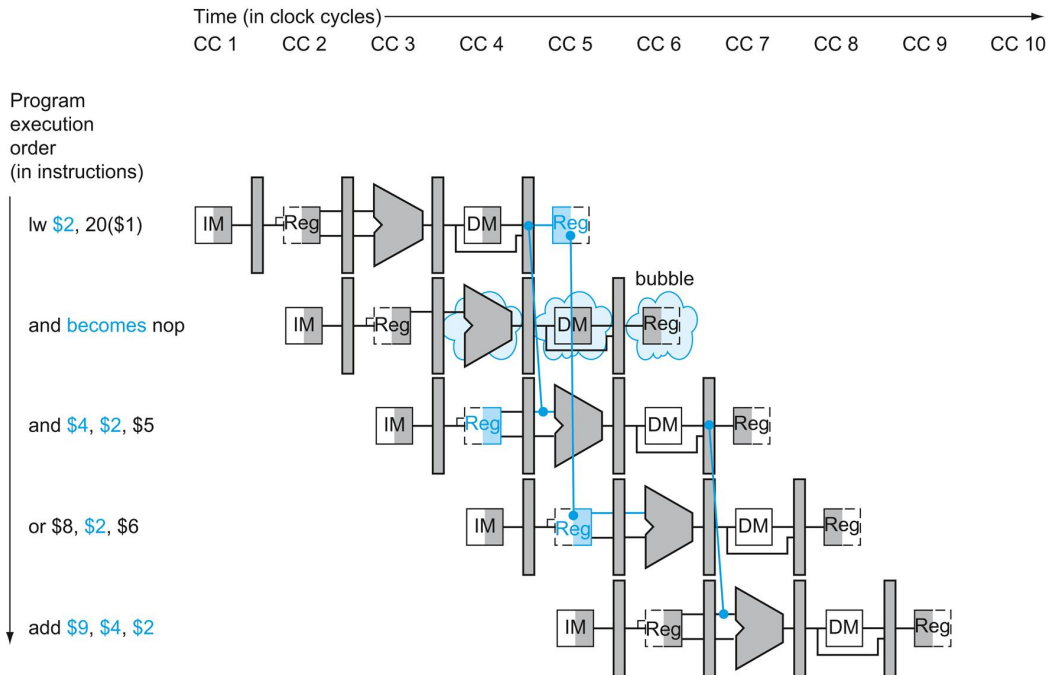 Time (in clock cycles)
CC 1 CC 2 CC 3 CC 4 CC 5 CC 6 CC 7 CC 8 CC 9 CC 10
Program
execution
order
(in instructions)
lw $2, 20($1)
IM Reg DM Reg
bubble
and becomes nop
IM Reg DM Reg
and $4, $2, $5
IM Reg DM Reg
or $8, $2, $6
IM Reg DM Reg
add $9, $4, $2
IM Reg DM Reg